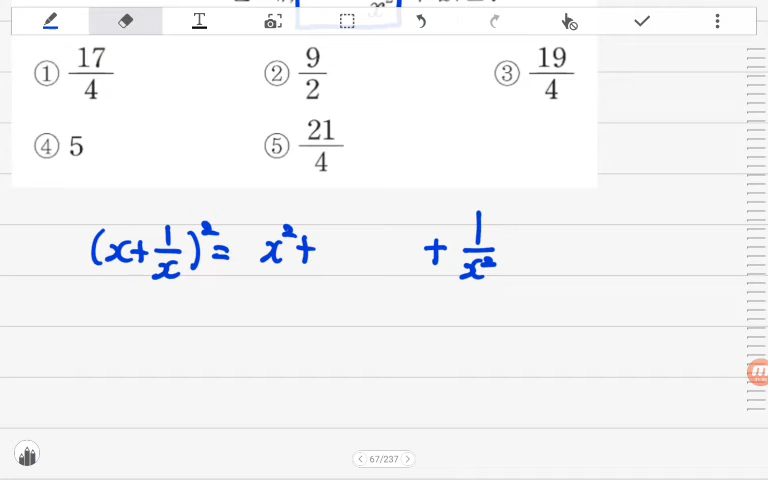 ① 17/4 ② 9/2 ③ 19/4
④ 5 ⑤ 21/4
(x+1/x)²= x²+ + 1/x²
67/237